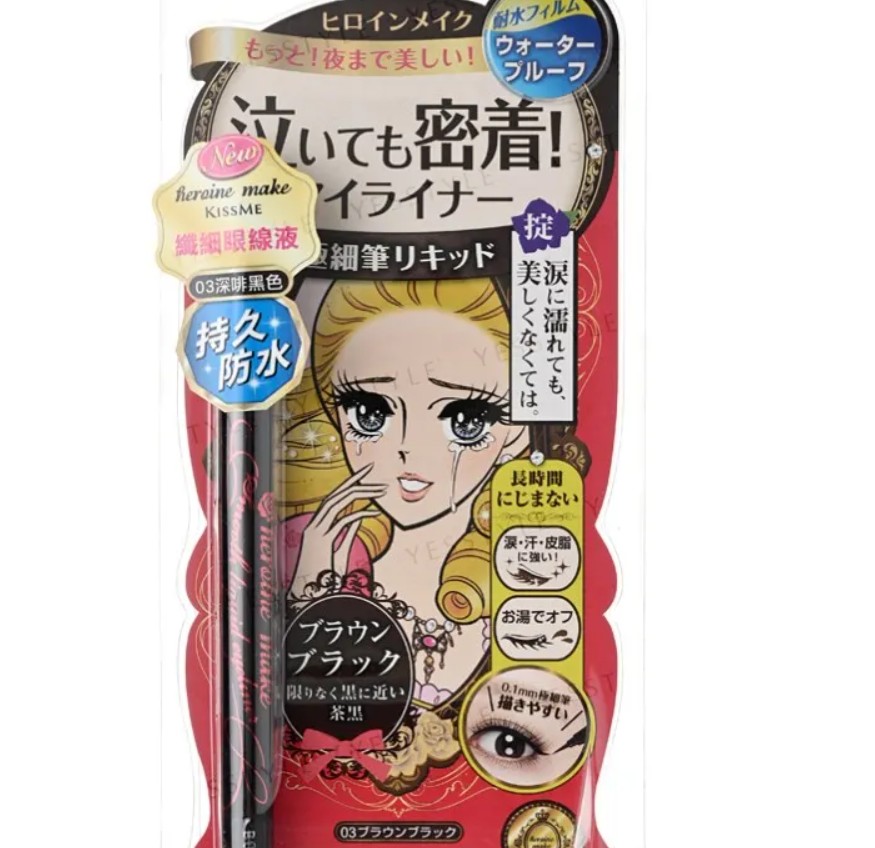 ヒロインメイク
もっと!夜まで美しい!
耐水フィルム
ウォーター
プルーフ
泣いても密着!
アイライナー
極細筆リキッド
New
heroine make
KISSME
纖細眼線液
03深啡黑色
持久
防水
掟
涙に濡れても、
美しくなくては。
長時間
にじまない
涙・汗・皮脂
に強い!
お湯でオフ
0.1mm極細筆
描きやすい
ブラウン
ブラック
限りなく黒に近い
茶黒
heroine make
03ブラウンブラック
YESSTYLE